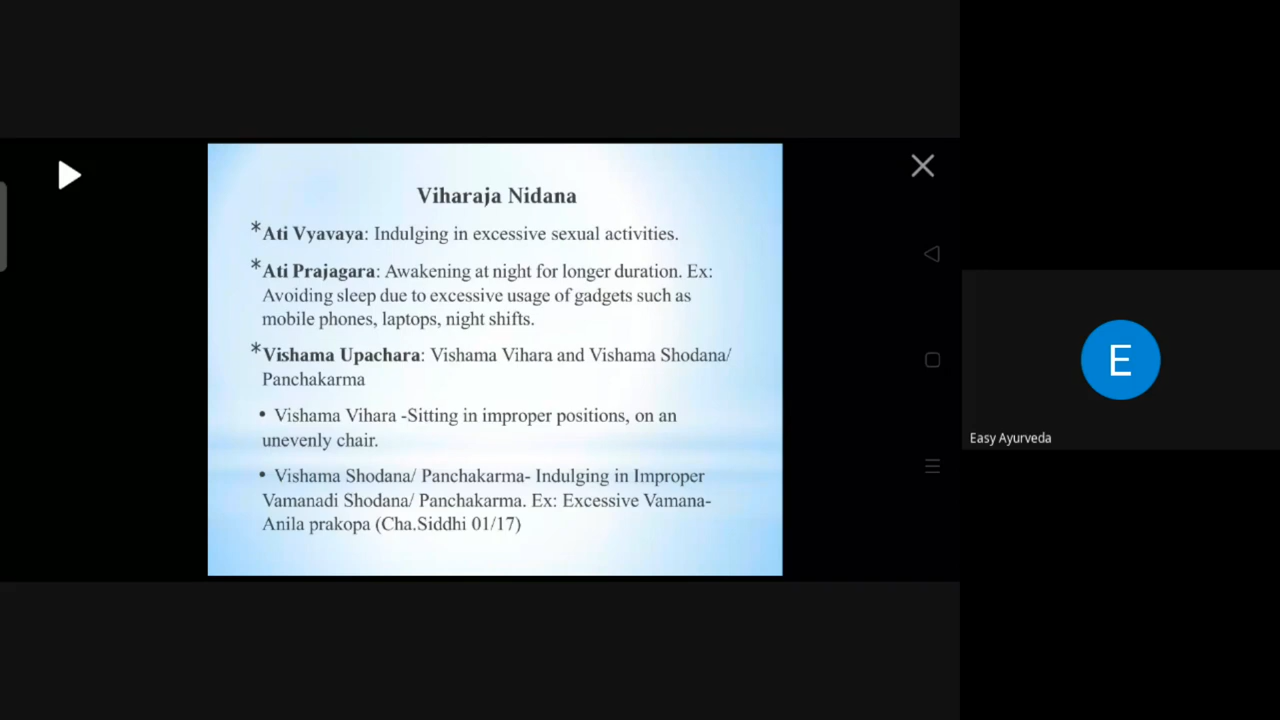 Viharaja Nidana
*Ati Vyavaya: Indulging in excessive sexual activities.
*Ati Prajagara: Awakening at night for longer duration. Ex:
Avoiding sleep due to excessive usage of gadgets such as
mobile phones, laptops, night shifts.
*Vishama Upachara: Vishama Vihara and Vishama Shodana/
Panchakarma
• Vishama Vihara -Sitting in improper positions, on an
unevenly chair.
• Vishama Shodana/ Panchakarma- Indulging in Improper
Vamanadi Shodana/ Panchakarma. Ex: Excessive Vamana-
Anila prakopa (Cha.Siddhi 01/17)
E
Easy Ayurveda